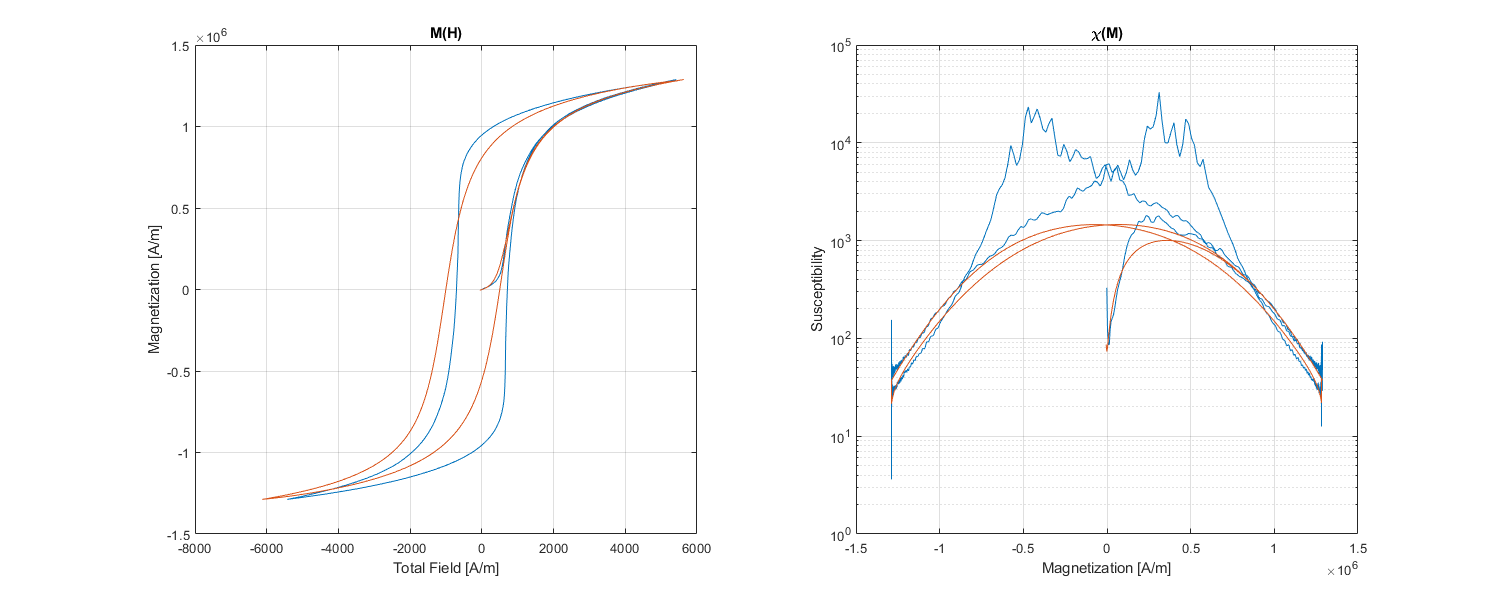 M(H)
×10^6
1.5
1
0.5
0
-0.5
-1
-1.5
-8000 -6000 -4000 -2000 0 2000 4000 6000
Total Field [A/m]
Magnetization [A/m]
χ(M)
10^5
10^4
10^3
10^2
10^1
10^0
-1.5 -1 -0.5 0 0.5 1 1.5
Magnetization [A/m]
×10^6
Susceptibility